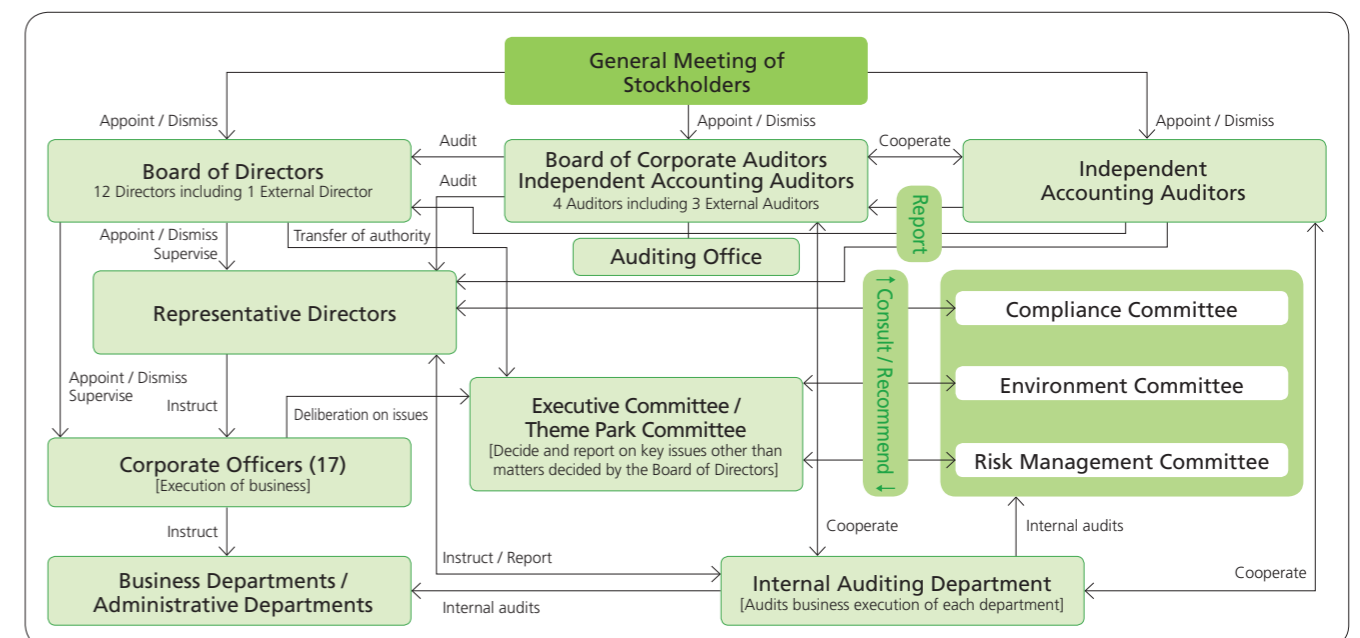 General Meeting of
Stockholders
Appoint / Dismiss
Appoint / Dismiss
Appoint / Dismiss
Board of Directors
12 Directors including 1 External Director
Audit
Audit
Board of Corporate Auditors
Independent Accounting Auditors
4 Auditors including 3 External Auditors
Cooperate
Independent
Accounting Auditors
Report
Auditing Office
Appoint / Dismiss
Supervise
Transfer of authority
Representative Directors
↑ Consult / Recommend ↓
Compliance Committee
Environment Committee
Risk Management Committee
Appoint / Dismiss
Supervise
Instruct
Deliberation on issues
Executive Committee /
Theme Park Committee
[Decide and report on key issues other than
matters decided by the Board of Directors]
Corporate Officers (17)
[Execution of business]
Instruct
Instruct / Report
Cooperate
Internal audits
Cooperate
Business Departments /
Administrative Departments
Internal audits
Internal Auditing Department
[Audits business execution of each department]